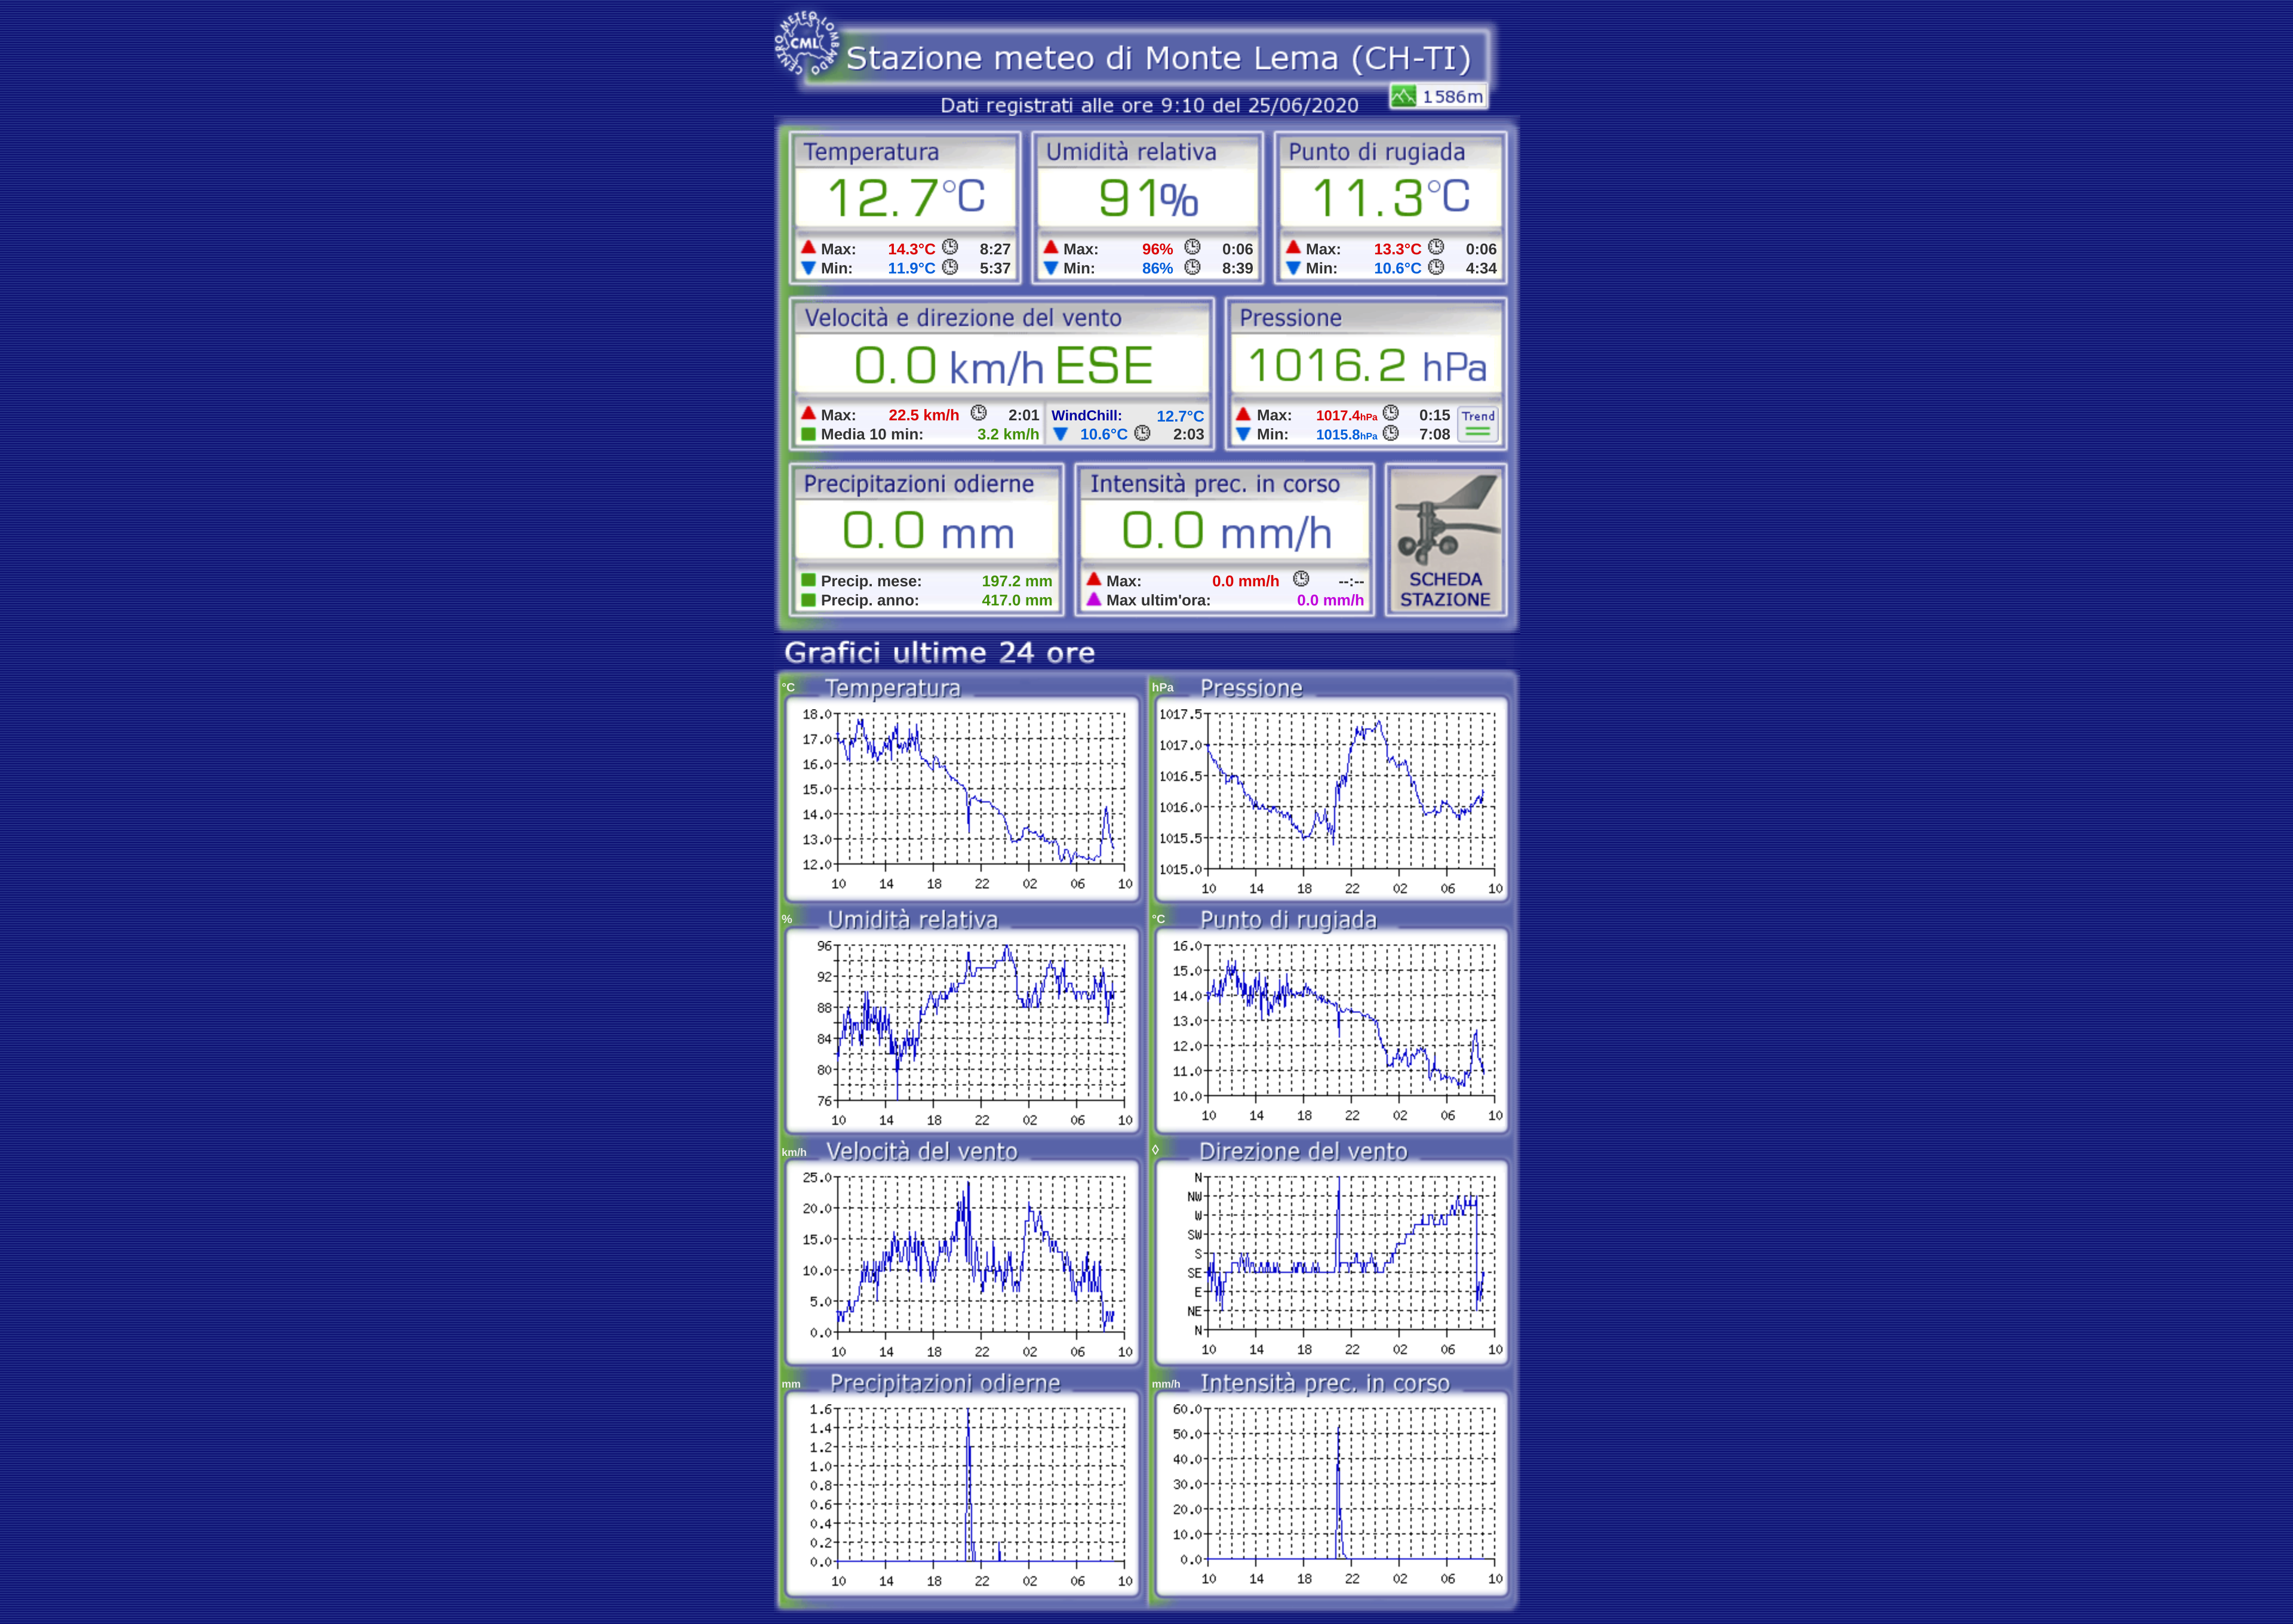 CENTRO METEO LOMBARDO
CML
Stazione meteo di Monte Lema (CH-TI)
Dati registrati alle ore 9:10 del 25/06/2020
1586m
Temperatura Umidità relativa Punto di rugiada
12.7°C 91% 11.3°C
Max: 14.3°C 8:27 Max: 96% 0:06 Max: 13.3°C 0:06
Min: 11.9°C 5:37 Min: 86% 8:39 Min: 10.6°C 4:34
Velocità e direzione del vento Pressione
0.0 km/h ESE 1016.2 hPa
Max: 22.5 km/h 2:01 WindChill: 12.7°C Max: 1017.4hPa 0:15 Trend
Media 10 min: 3.2 km/h 10.6°C 2:03 Min: 1015.8hPa 7:08
Precipitazioni odierne Intensità prec. in corso
0.0 mm 0.0 mm/h
Precip. mese: 197.2 mm Max: 0.0 mm/h --:-- SCHEDA
Precip. anno: 417.0 mm Max ultim'ora: 0.0 mm/h STAZIONE
Grafici ultime 24 ore
°C Temperatura
18.0
17.0
16.0
15.0
14.0
13.0
12.0
10 14 18 22 02 06 10
hPa Pressione
1017.5
1017.0
1016.5
1016.0
1015.5
1015.0
10 14 18 22 02 06 10
% Umidità relativa
96
92
88
84
80
76
10 14 18 22 02 06 10
°C Punto di rugiada
16.0
15.0
14.0
13.0
12.0
11.0
10.0
10 14 18 22 02 06 10
km/h Velocità del vento
25.0
20.0
15.0
10.0
5.0
0.0
10 14 18 22 02 06 10
◊ Direzione del vento
N
NW
W
SW
S
SE
E
NE
N
10 14 18 22 02 06 10
mm Precipitazioni odierne
1.6
1.4
1.2
1.0
0.8
0.6
0.4
0.2
0.0
10 14 18 22 02 06 10
mm/h Intensità prec. in corso
60.0
50.0
40.0
30.0
20.0
10.0
0.0
10 14 18 22 02 06 10